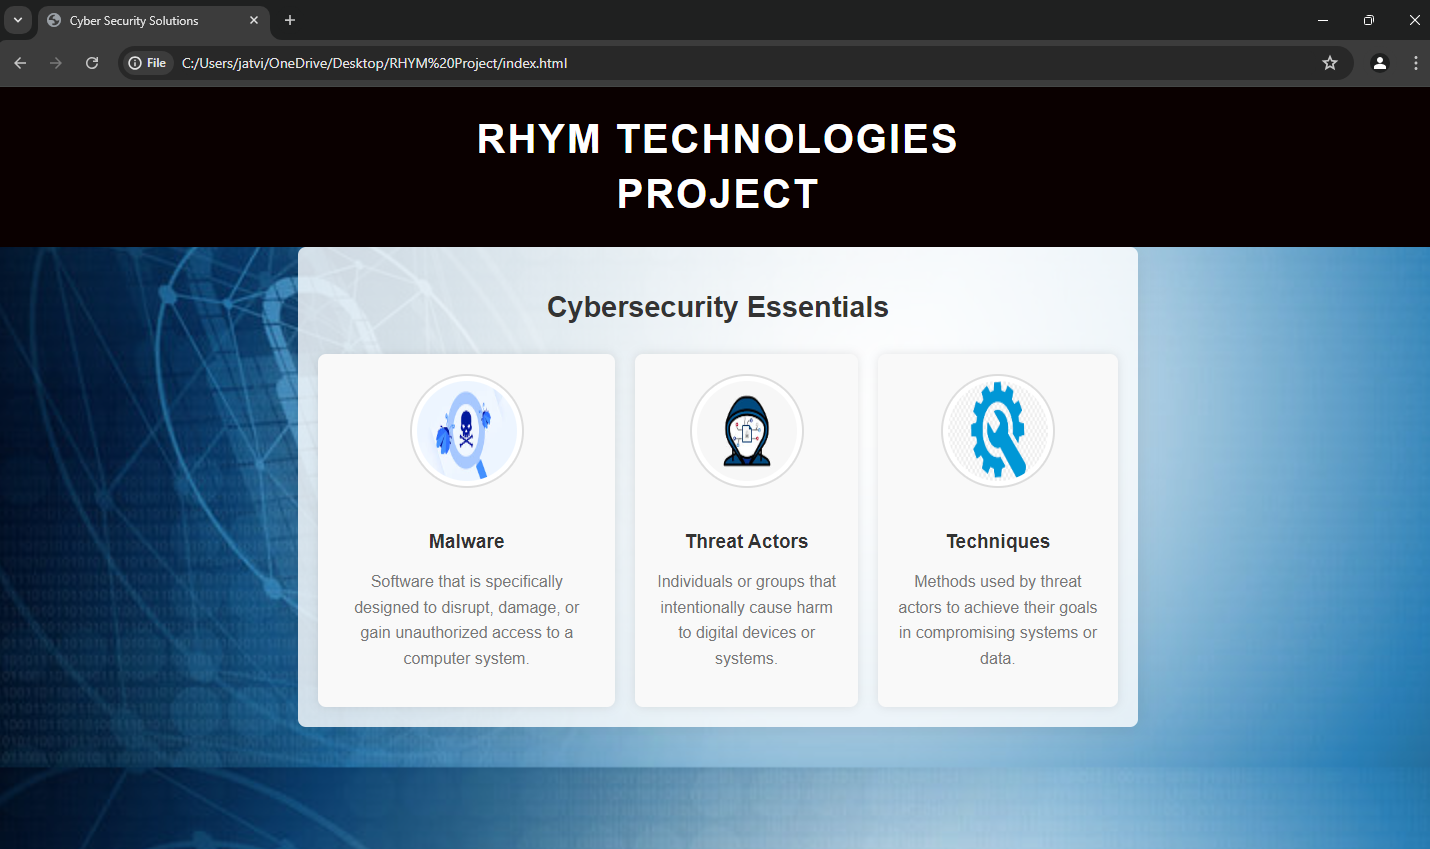 Cyber Security Solutions
File
C:/Users/jatvi/OneDrive/Desktop/RHYM%20Project/index.html
RHYM TECHNOLOGIES
PROJECT
Cybersecurity Essentials
Malware
Software that is specifically
designed to disrupt, damage, or
gain unauthorized access to a
computer system.
Threat Actors
Individuals or groups that
intentionally cause harm
to digital devices or
systems.
Techniques
Methods used by threat
actors to achieve their goals
in compromising systems or
data.